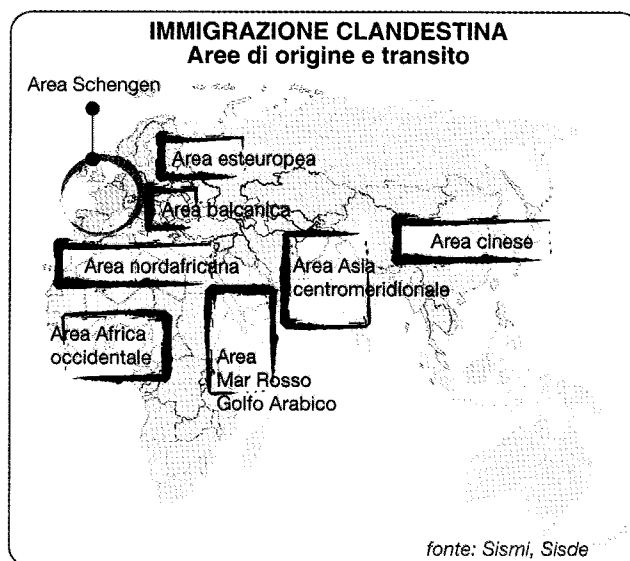 IMMIGRAZIONE CLANDESTINA
Aree di origine e transito
Area Schengen
Area esteuropea
Area balcanica
Area cinese
Area nordafricana
Area Asia
centromeridionale
Area Africa
occidentale
Area
Mar Rosso
Golfo Arabico
fonte: Sismi, Sisde